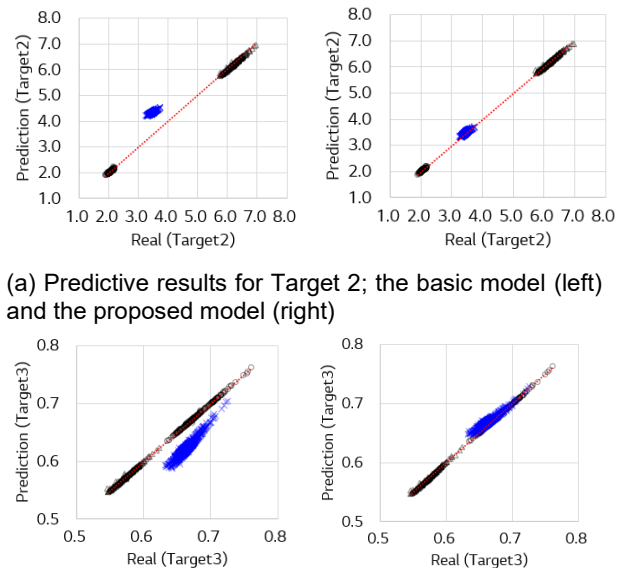 8.0
7.0
6.0
5.0
4.0
3.0
2.0
1.0
Prediction (Target2)
1.0 2.0 3.0 4.0 5.0 6.0 7.0 8.0
Real (Target2)
8.0
7.0
6.0
5.0
4.0
3.0
2.0
1.0
Prediction (Target2)
1.0 2.0 3.0 4.0 5.0 6.0 7.0 8.0
Real (Target2)
(a) Predictive results for Target 2; the basic model (left)
and the proposed model (right)
0.8
0.7
0.6
0.5
Prediction (Target3)
0.5 0.6 0.7 0.8
Real (Target3)
0.8
0.7
0.6
0.5
Prediction (Target3)
0.5 0.6 0.7 0.8
Real (Target3)